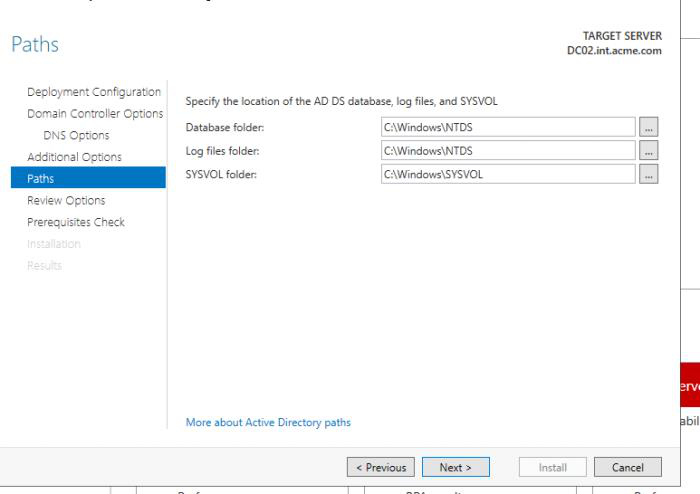 Paths
TARGET SERVER
DC02.int.acme.com
Deployment Configuration
Domain Controller Options
DNS Options
Additional Options
Paths
Review Options
Prerequisites Check
Installation
Results
Specify the location of the AD DS database, log files, and SYSVOL
Database folder: C:\Windows\NTDS ...
Log files folder: C:\Windows\NTDS ...
SYSVOL folder: C:\Windows\SYSVOL ...
More about Active Directory paths
< Previous
Next >
Install
Cancel